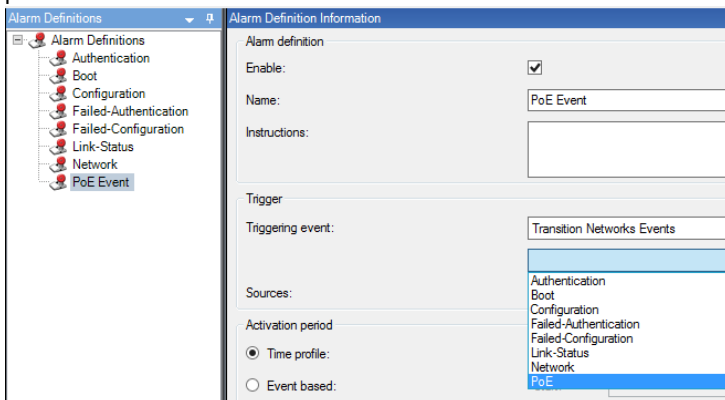 Alarm Definitions
Alarm Definitions
Authentication
Boot
Configuration
Failed-Authentication
Failed-Configuration
Link-Status
Network
PoE Event
Alarm Definition Information
Alarm definition
Enable:
Name: PoE Event
Instructions:
Trigger
Triggering event: Transition Networks Events
Sources:
Authentication
Boot
Configuration
Failed-Authentication
Failed-Configuration
Link-Status
Network
PoE
Activation period
Time profile:
Event based: